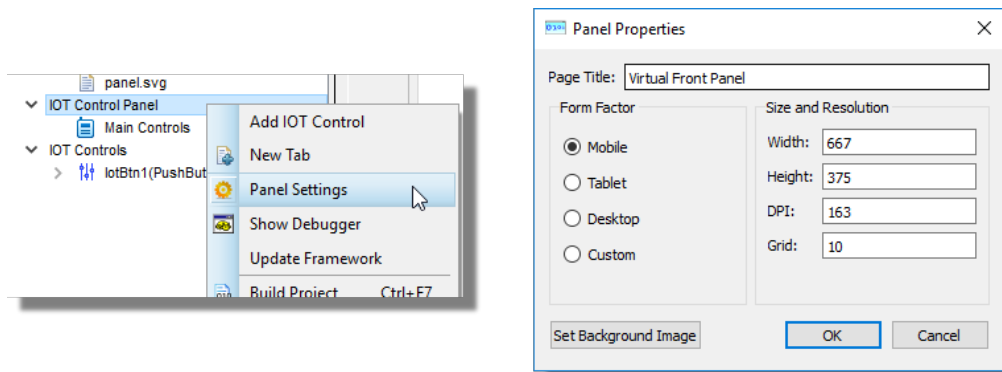 panel.svg
IOT Control Panel
Main Controls
IOT Controls
IotBtn1(PushBut
Add IOT Control
New Tab
Panel Settings
Show Debugger
Update Framework
Build Project Ctrl+F7
Panel Properties
Page Title: Virtual Front Panel
Form Factor
Mobile
Tablet
Desktop
Custom
Size and Resolution
Width: 667
Height: 375
DPI: 163
Grid: 10
Set Background Image
OK
Cancel